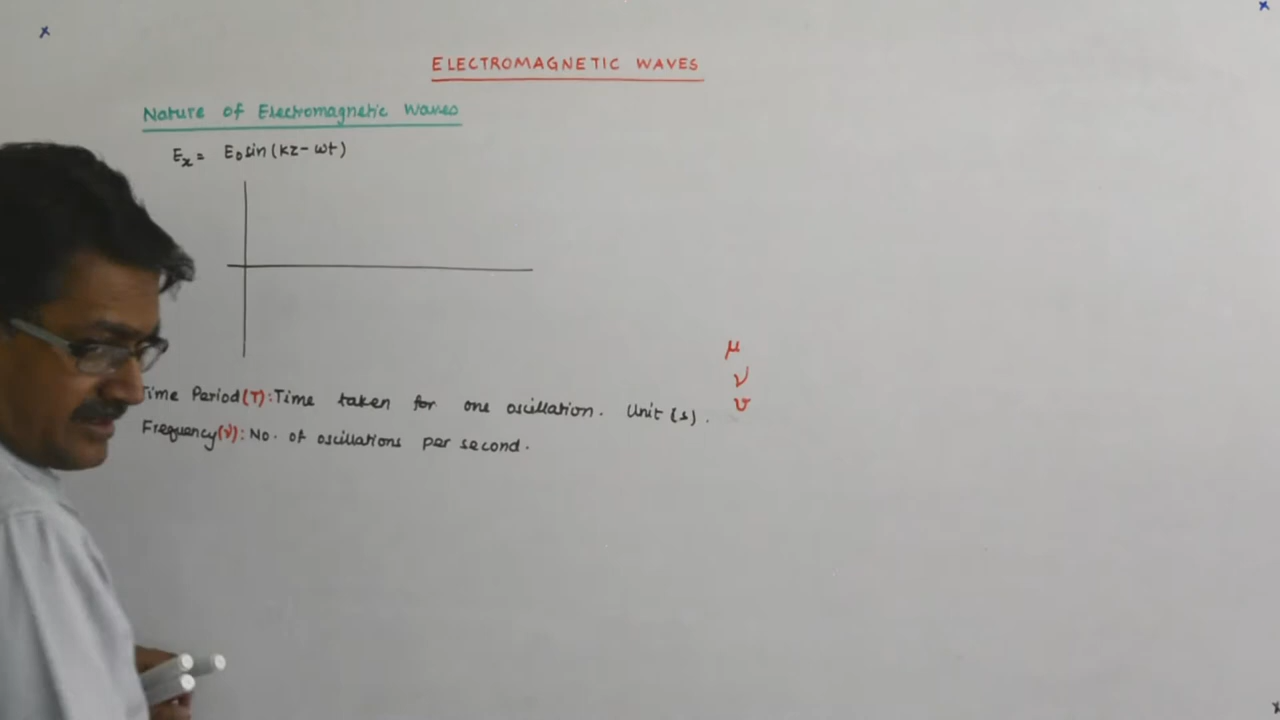 ELECTROMAGNETIC WAVES
Nature of Electromagnetic Waves
Eₓ = E₀ sin (kz - ωt)
μ
ν
Time Period (T): Time taken for one oscillation. Unit (s).
υ
Frequency (ν): No. of oscillations per second.